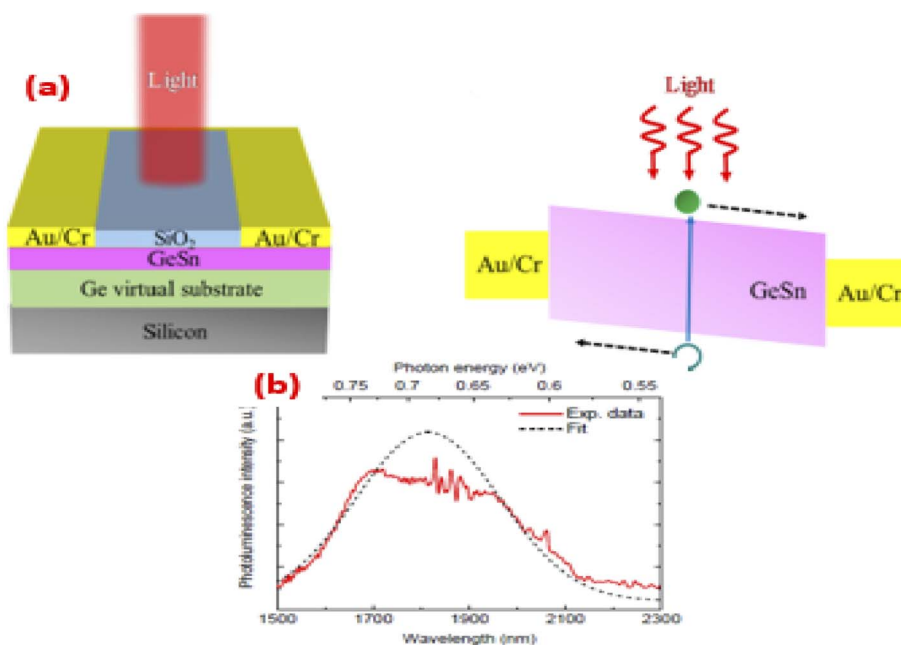 (a)
Light
Au/Cr
SiO₂
Au/Cr
GeSn
Ge virtual substrate
Silicon
Light
Au/Cr
GeSn
Au/Cr
(b)
Photon energy (eV)
0.75 0.7 0.65 0.6 0.55
Photoluminescence intensity (a.u.)
Exp. data
Fit
1500 1700 1900 2100 2300
Wavelength (nm)